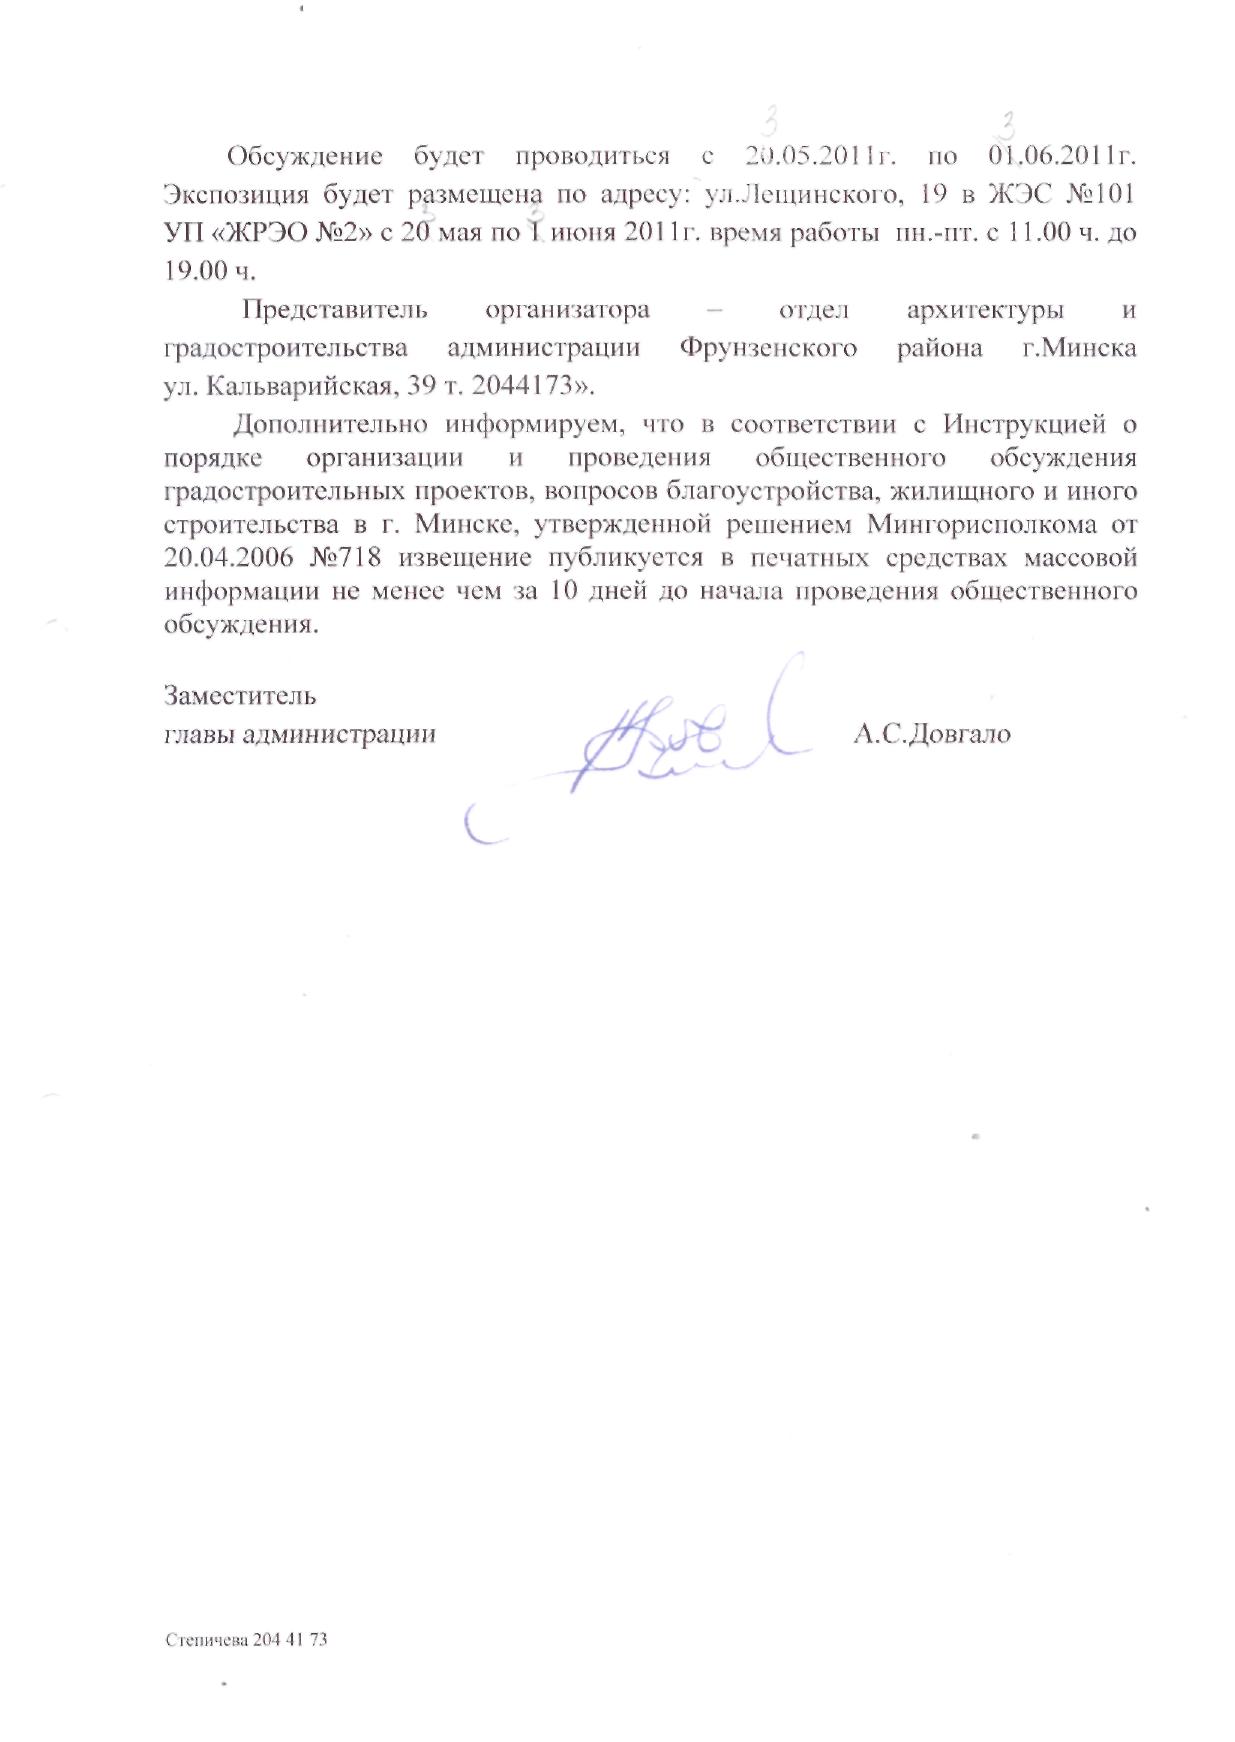 3 3
Обсуждение будет проводиться с 20.05.2011г. по 01.06.2011г.
Экспозиция будет размещена по адресу: ул.Лещинского, 19 в ЖЭС №101
3 3
УП «ЖРЭО №2» с 20 мая по 1 июня 2011г. время работы пн.-пт. с 11.00 ч. до
19.00 ч.
Представитель организатора – отдел архитектуры и
градостроительства администрации Фрунзенского района г.Минска
ул. Кальварийская, 39 т. 2044173».
Дополнительно информируем, что в соответствии с Инструкцией о
порядке организации и проведения общественного обсуждения
градостроительных проектов, вопросов благоустройства, жилищного и иного
строительства в г. Минске, утвержденной решением Мингорисполкома от
20.04.2006 №718 извещение публикуется в печатных средствах массовой
информации не менее чем за 10 дней до начала проведения общественного
обсуждения.
Заместитель
главы администрации А.С.Довгало
Степичева 204 41 73